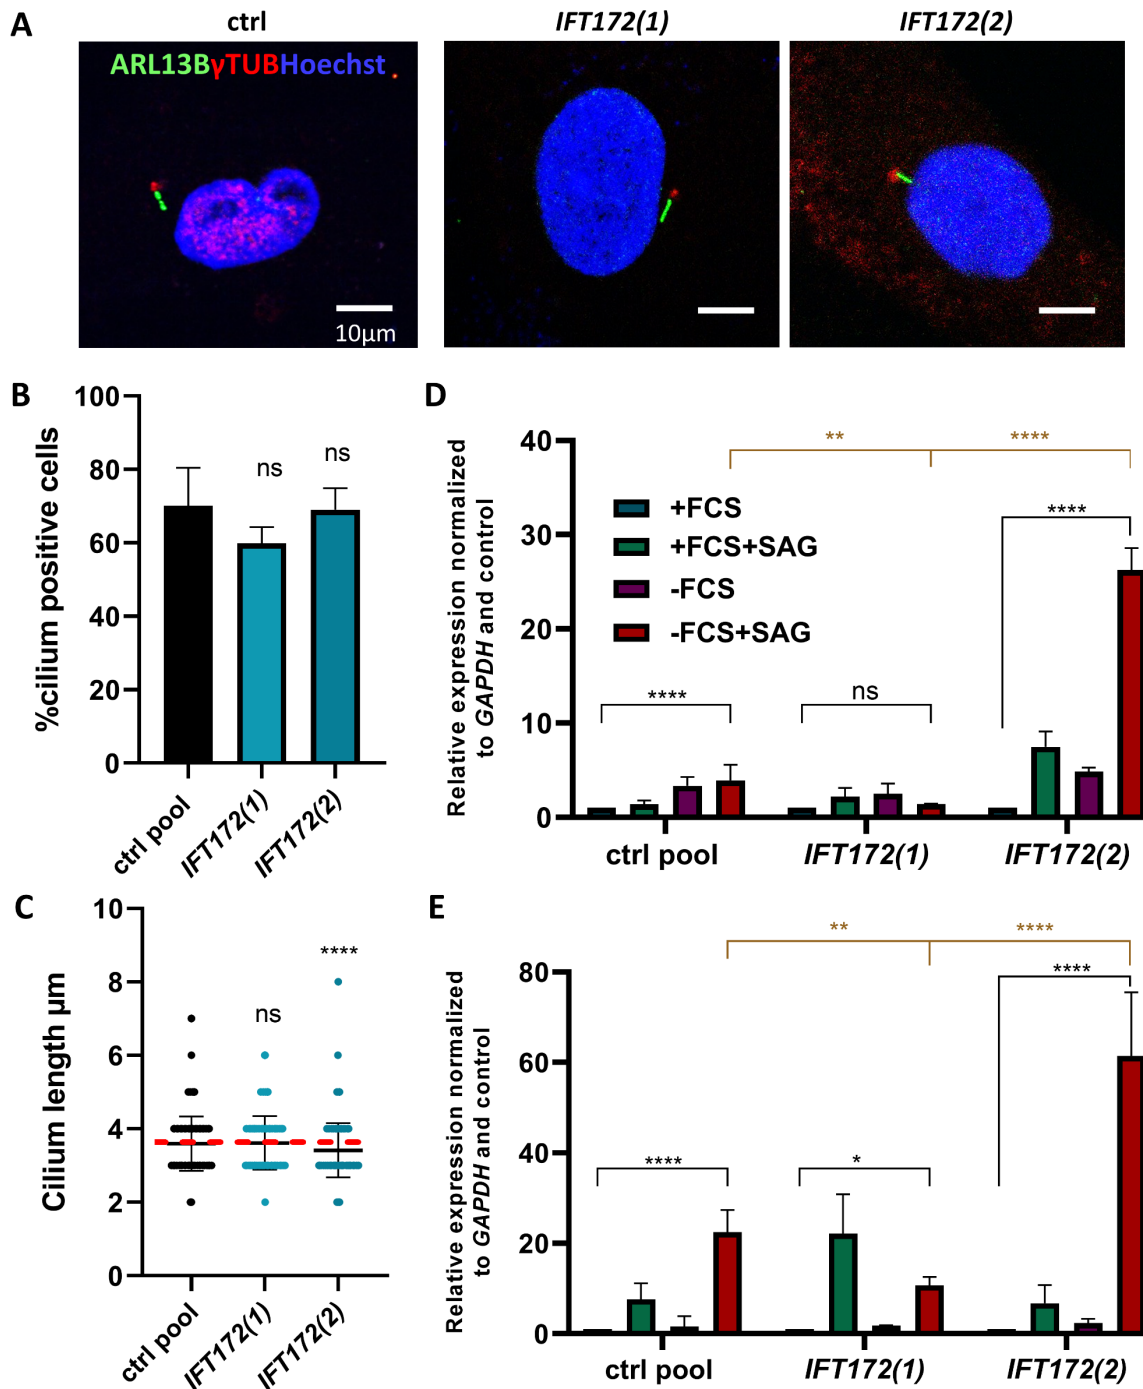 A
ctrl
IFT172(1)
IFT172(2)
ARL13BγTUBHoechst
10µm
B
%cilium positive cells
100
80
60
40
20
0
ns
ns
ctrl pool
IFT172(1)
IFT172(2)
C
Cilium length µm
10
8
6
4
2
0
ns
****
ctrl pool
IFT172(1)
IFT172(2)
D
Relative expression normalized
to GAPDH and control
40
30
20
10
0
+FCS
+FCS+SAG
-FCS
-FCS+SAG
**
****
****
ns
****
ctrl pool
IFT172(1)
IFT172(2)
E
Relative expression normalized
to GAPDH and control
80
60
40
20
0
**
****
****
*
****
ctrl pool
IFT172(1)
IFT172(2)